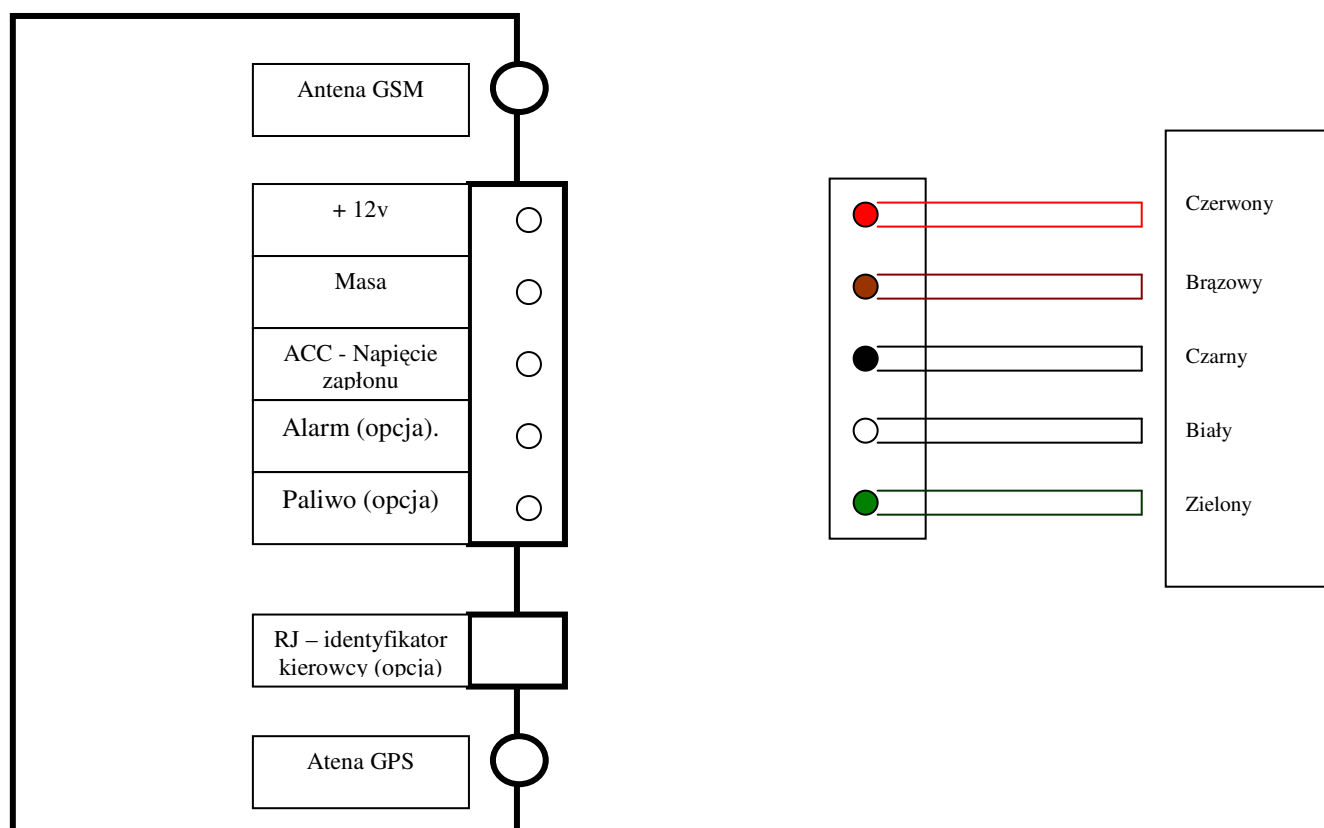 Antena GSM
+ 12v
Masa
ACC - Napięcie
zapłonu
Alarm (opcja).
Paliwo (opcja)
RJ – identyfikator
kierowcy (opcja)
Atena GPS
Czerwony
Brązowy
Czarny
Biały
Zielony